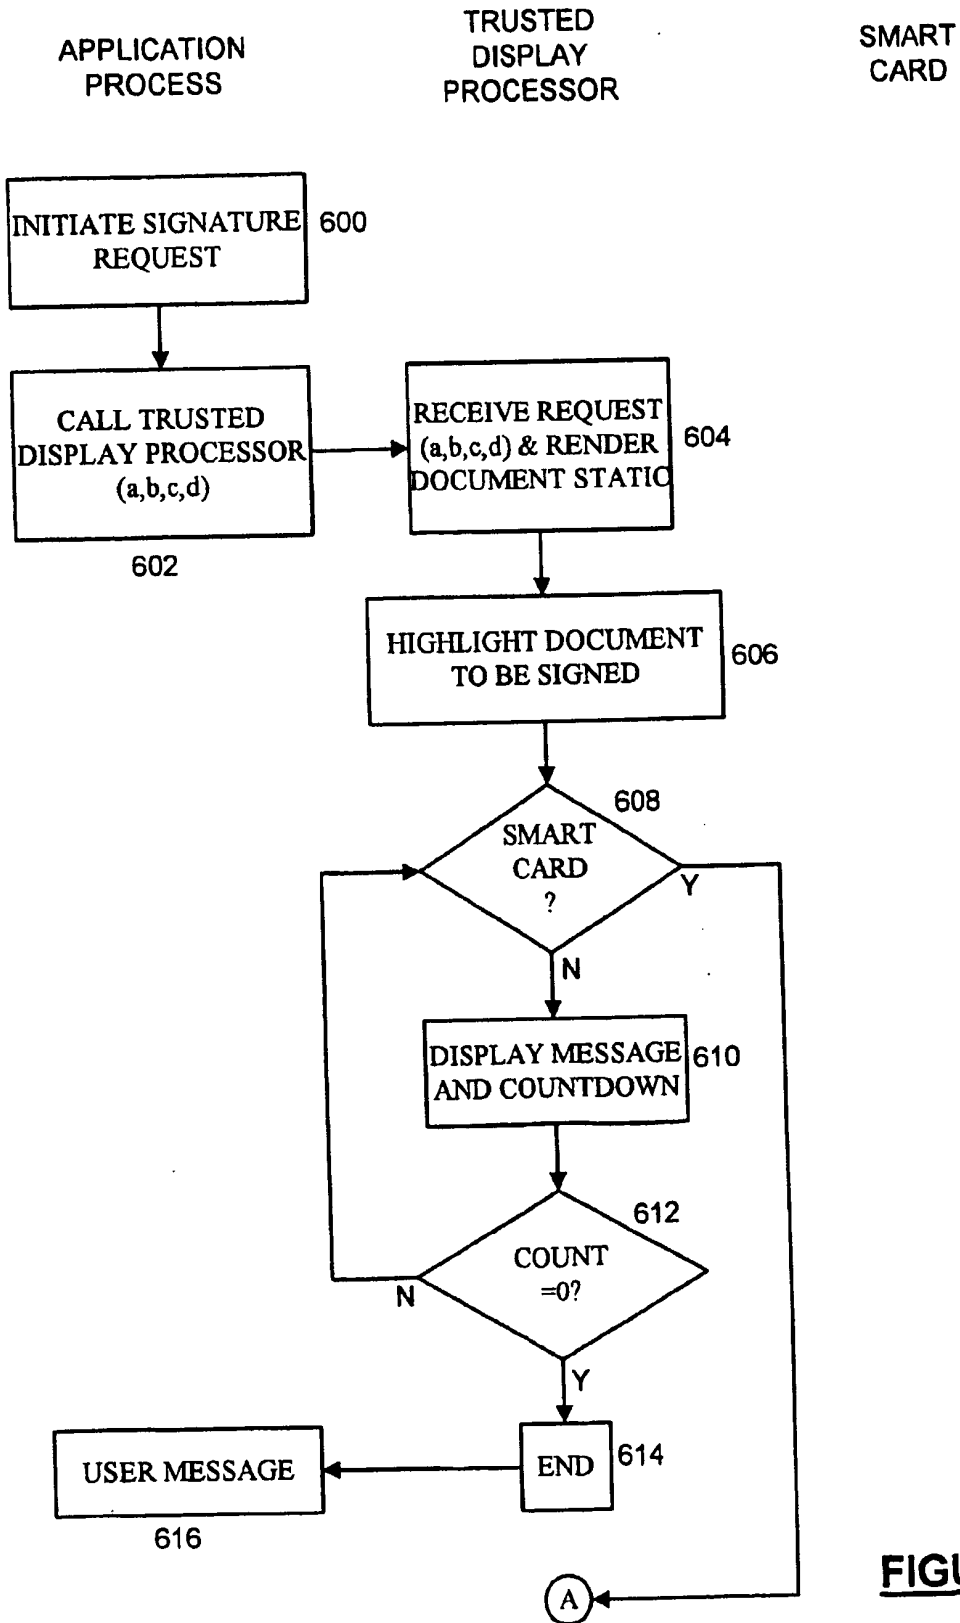 APPLICATION
PROCESS
TRUSTED
DISPLAY
PROCESSOR
SMART
CARD
INITIATE SIGNATURE
REQUEST
600
CALL TRUSTED
DISPLAY PROCESSOR
(a,b,c,d)
602
RECEIVE REQUEST
(a,b,c,d) & RENDER
DOCUMENT STATIC
604
HIGHLIGHT DOCUMENT
TO BE SIGNED
606
608
SMART
CARD
?
Y
N
DISPLAY MESSAGE
AND COUNTDOWN
610
612
COUNT
=0?
N
Y
END
614
USER MESSAGE
616
A